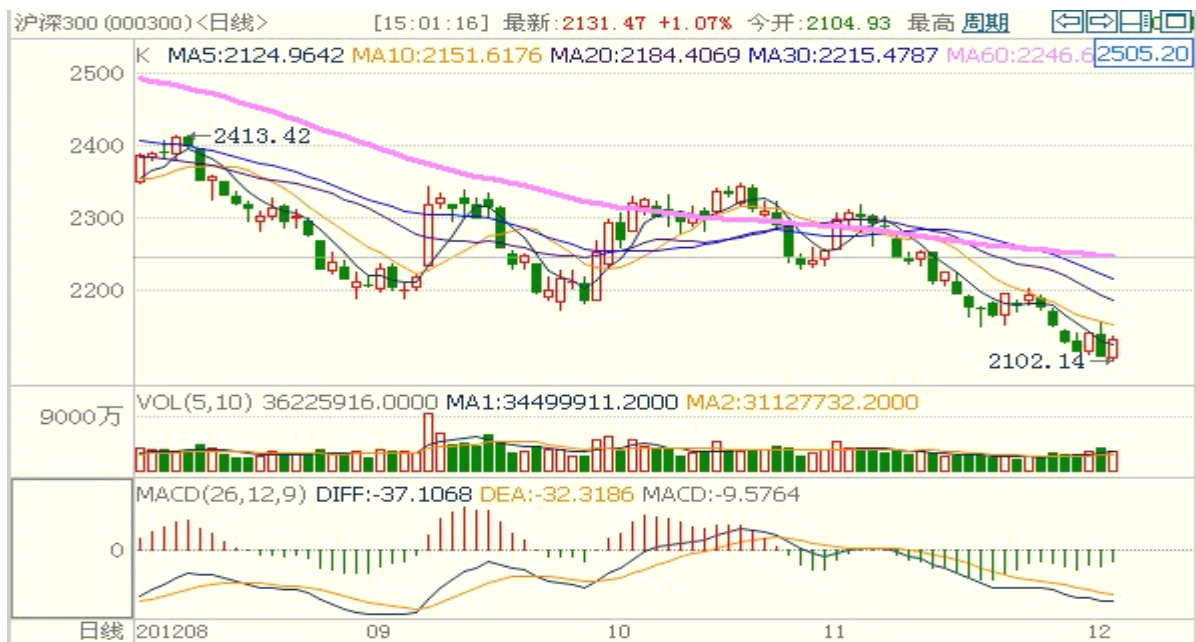 沪深300(000300)<日线> [15:01:16] 最新:2131.47 +1.07% 今开:2104.93 最高 周期
K MA5:2124.9642 MA10:2151.6176 MA20:2184.4069 MA30:2215.4787 MA60:2246.6
2505.20
2500
2400
2413.42
2300
2200
2102.14
VOL(5,10) 36225916.0000 MA1:34499911.2000 MA2:31127732.2000
9000万
MACD(26,12,9) DIFF:-37.1068 DEA:-32.3186 MACD:-9.5764
0
日线 201208 09 10 11 12